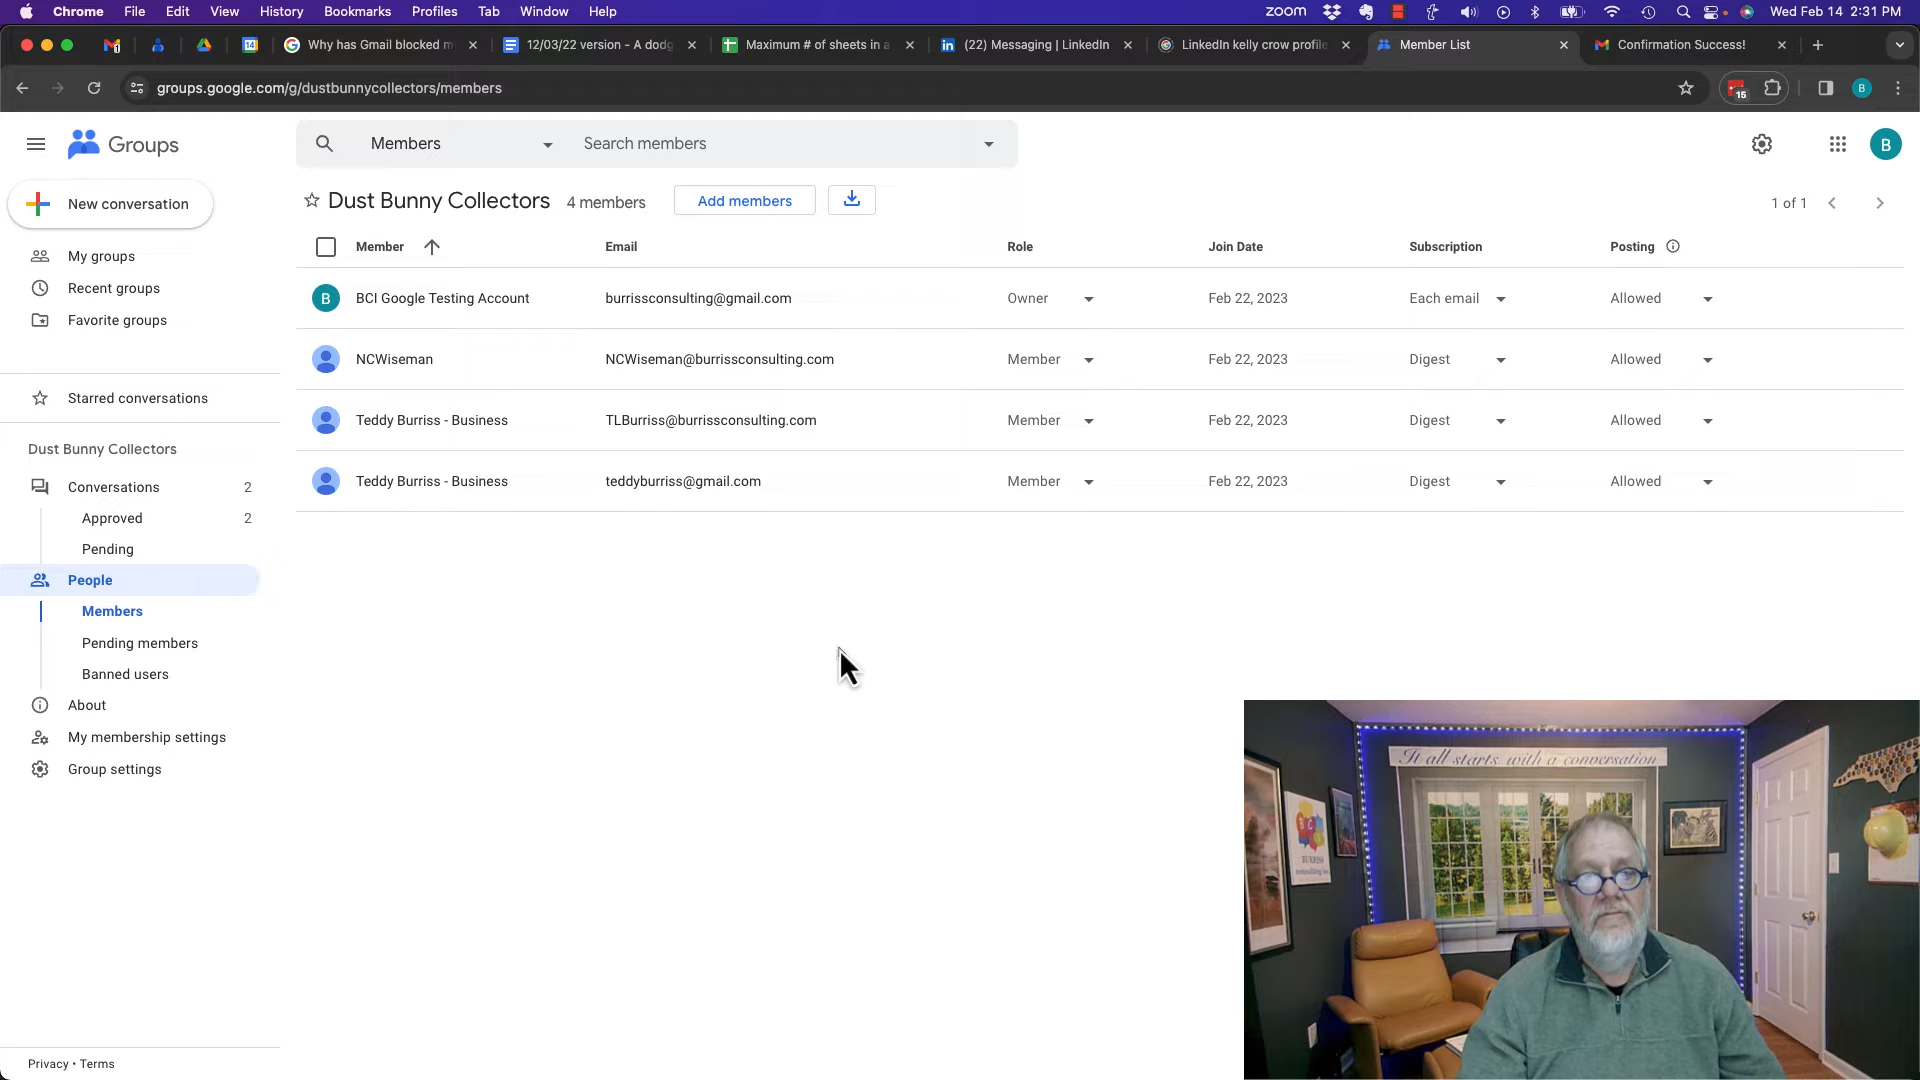 Chrome File Edit View History Bookmarks Profiles Tab Window Help zoom Wed Feb 14 2:31 PM
Why has Gmail blocked m 12/03/22 version - A dodg Maximum # of sheets in a (22) Messaging | LinkedIn LinkedIn kelly crow profile Member List Confirmation Success!
groups.google.com/g/dustbunnycollectors/members 15 B
Groups Members Search members B
New conversation
Dust Bunny Collectors 4 members Add members 1 of 1
My groups
Recent groups
Favorite groups
Starred conversations
Dust Bunny Collectors
Conversations 2
Approved 2
Pending
People
Members
Pending members
Banned users
About
My membership settings
Group settings
Privacy • Terms
Member Email Role Join Date Subscription Posting
B BCI Google Testing Account burrissconsulting@gmail.com Owner Feb 22, 2023 Each email Allowed
NCWiseman NCWiseman@burrissconsulting.com Member Feb 22, 2023 Digest Allowed
Teddy Burriss - Business TLBurriss@burrissconsulting.com Member Feb 22, 2023 Digest Allowed
Teddy Burriss - Business teddyburriss@gmail.com Member Feb 22, 2023 Digest Allowed
It all starts with a conversation
BURRISS